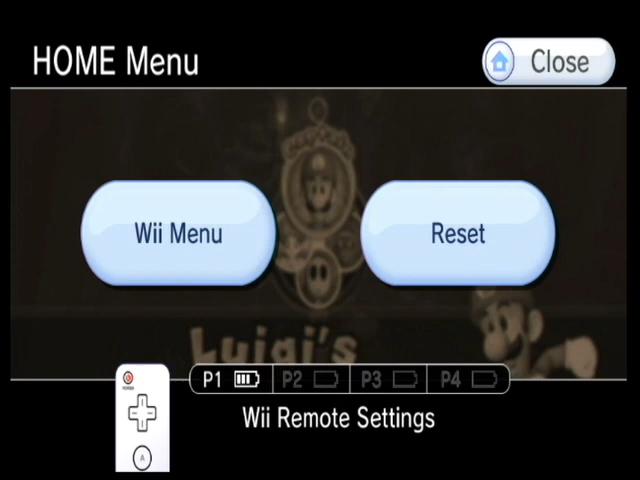 HOME Menu
Close
Wii Menu
Reset
Luigi's
P1 P2 P3 P4
Wii Remote Settings
A